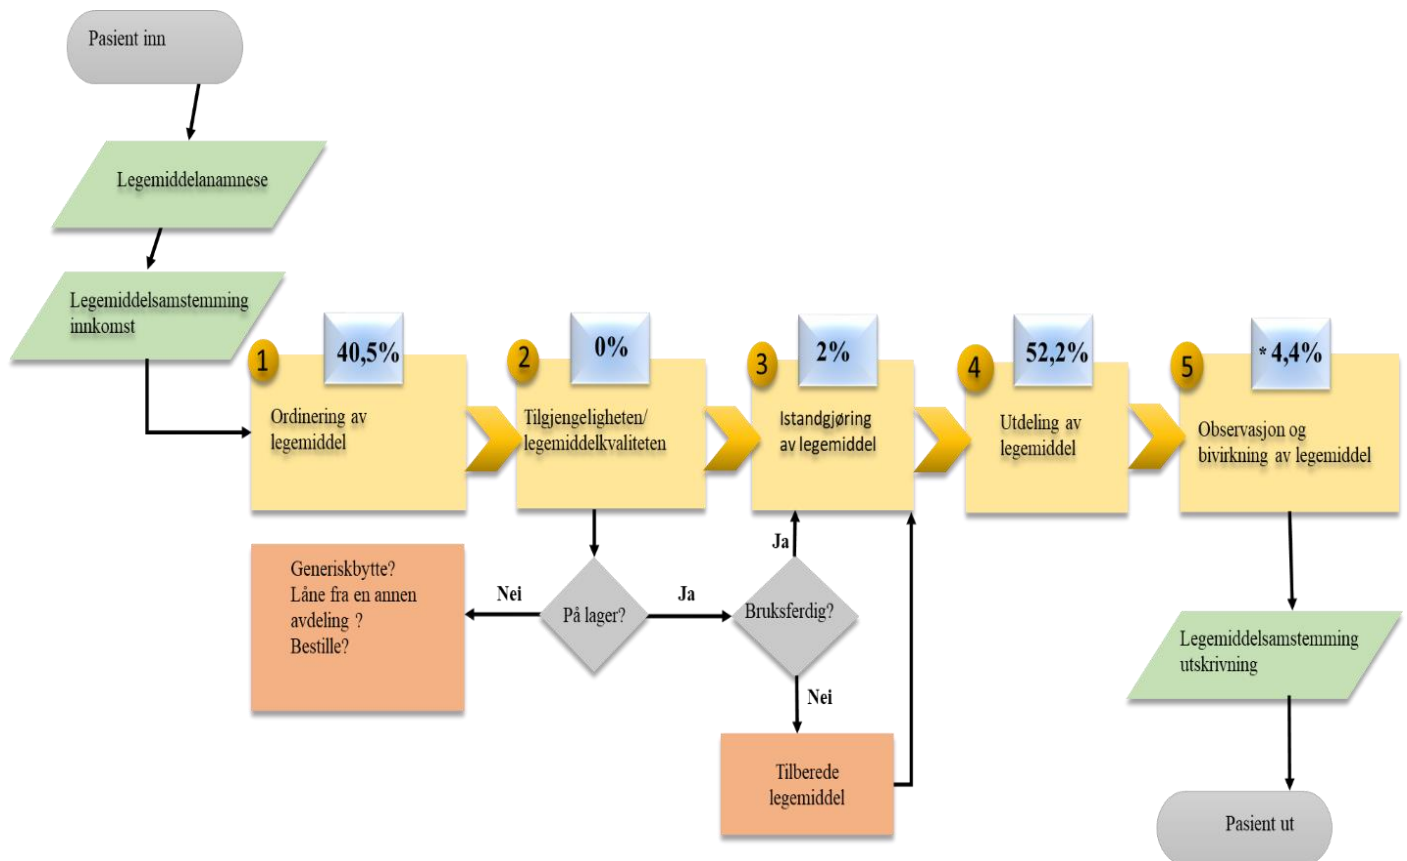 Pasient inn
Legemiddelanamnese
Legemiddelsamstemming
innkomst
1
40,5%
Ordinering av
legemiddel
2
0%
Tilgjengeligheten/
legemiddelkvaliteten
3
2%
Istandgjøring
av legemiddel
4
52,2%
Utdeling av
legemiddel
5
* 4,4%
Observasjon og
bivirkning av legemiddel
Generiskbytte?
Låne fra en annen
avdeling ?
Bestille?
Nei
På lager?
Ja
Bruksferdig?
Ja
Nei
Tilberede
legemiddel
Legemiddelsamstemming
utskrivning
Pasient ut